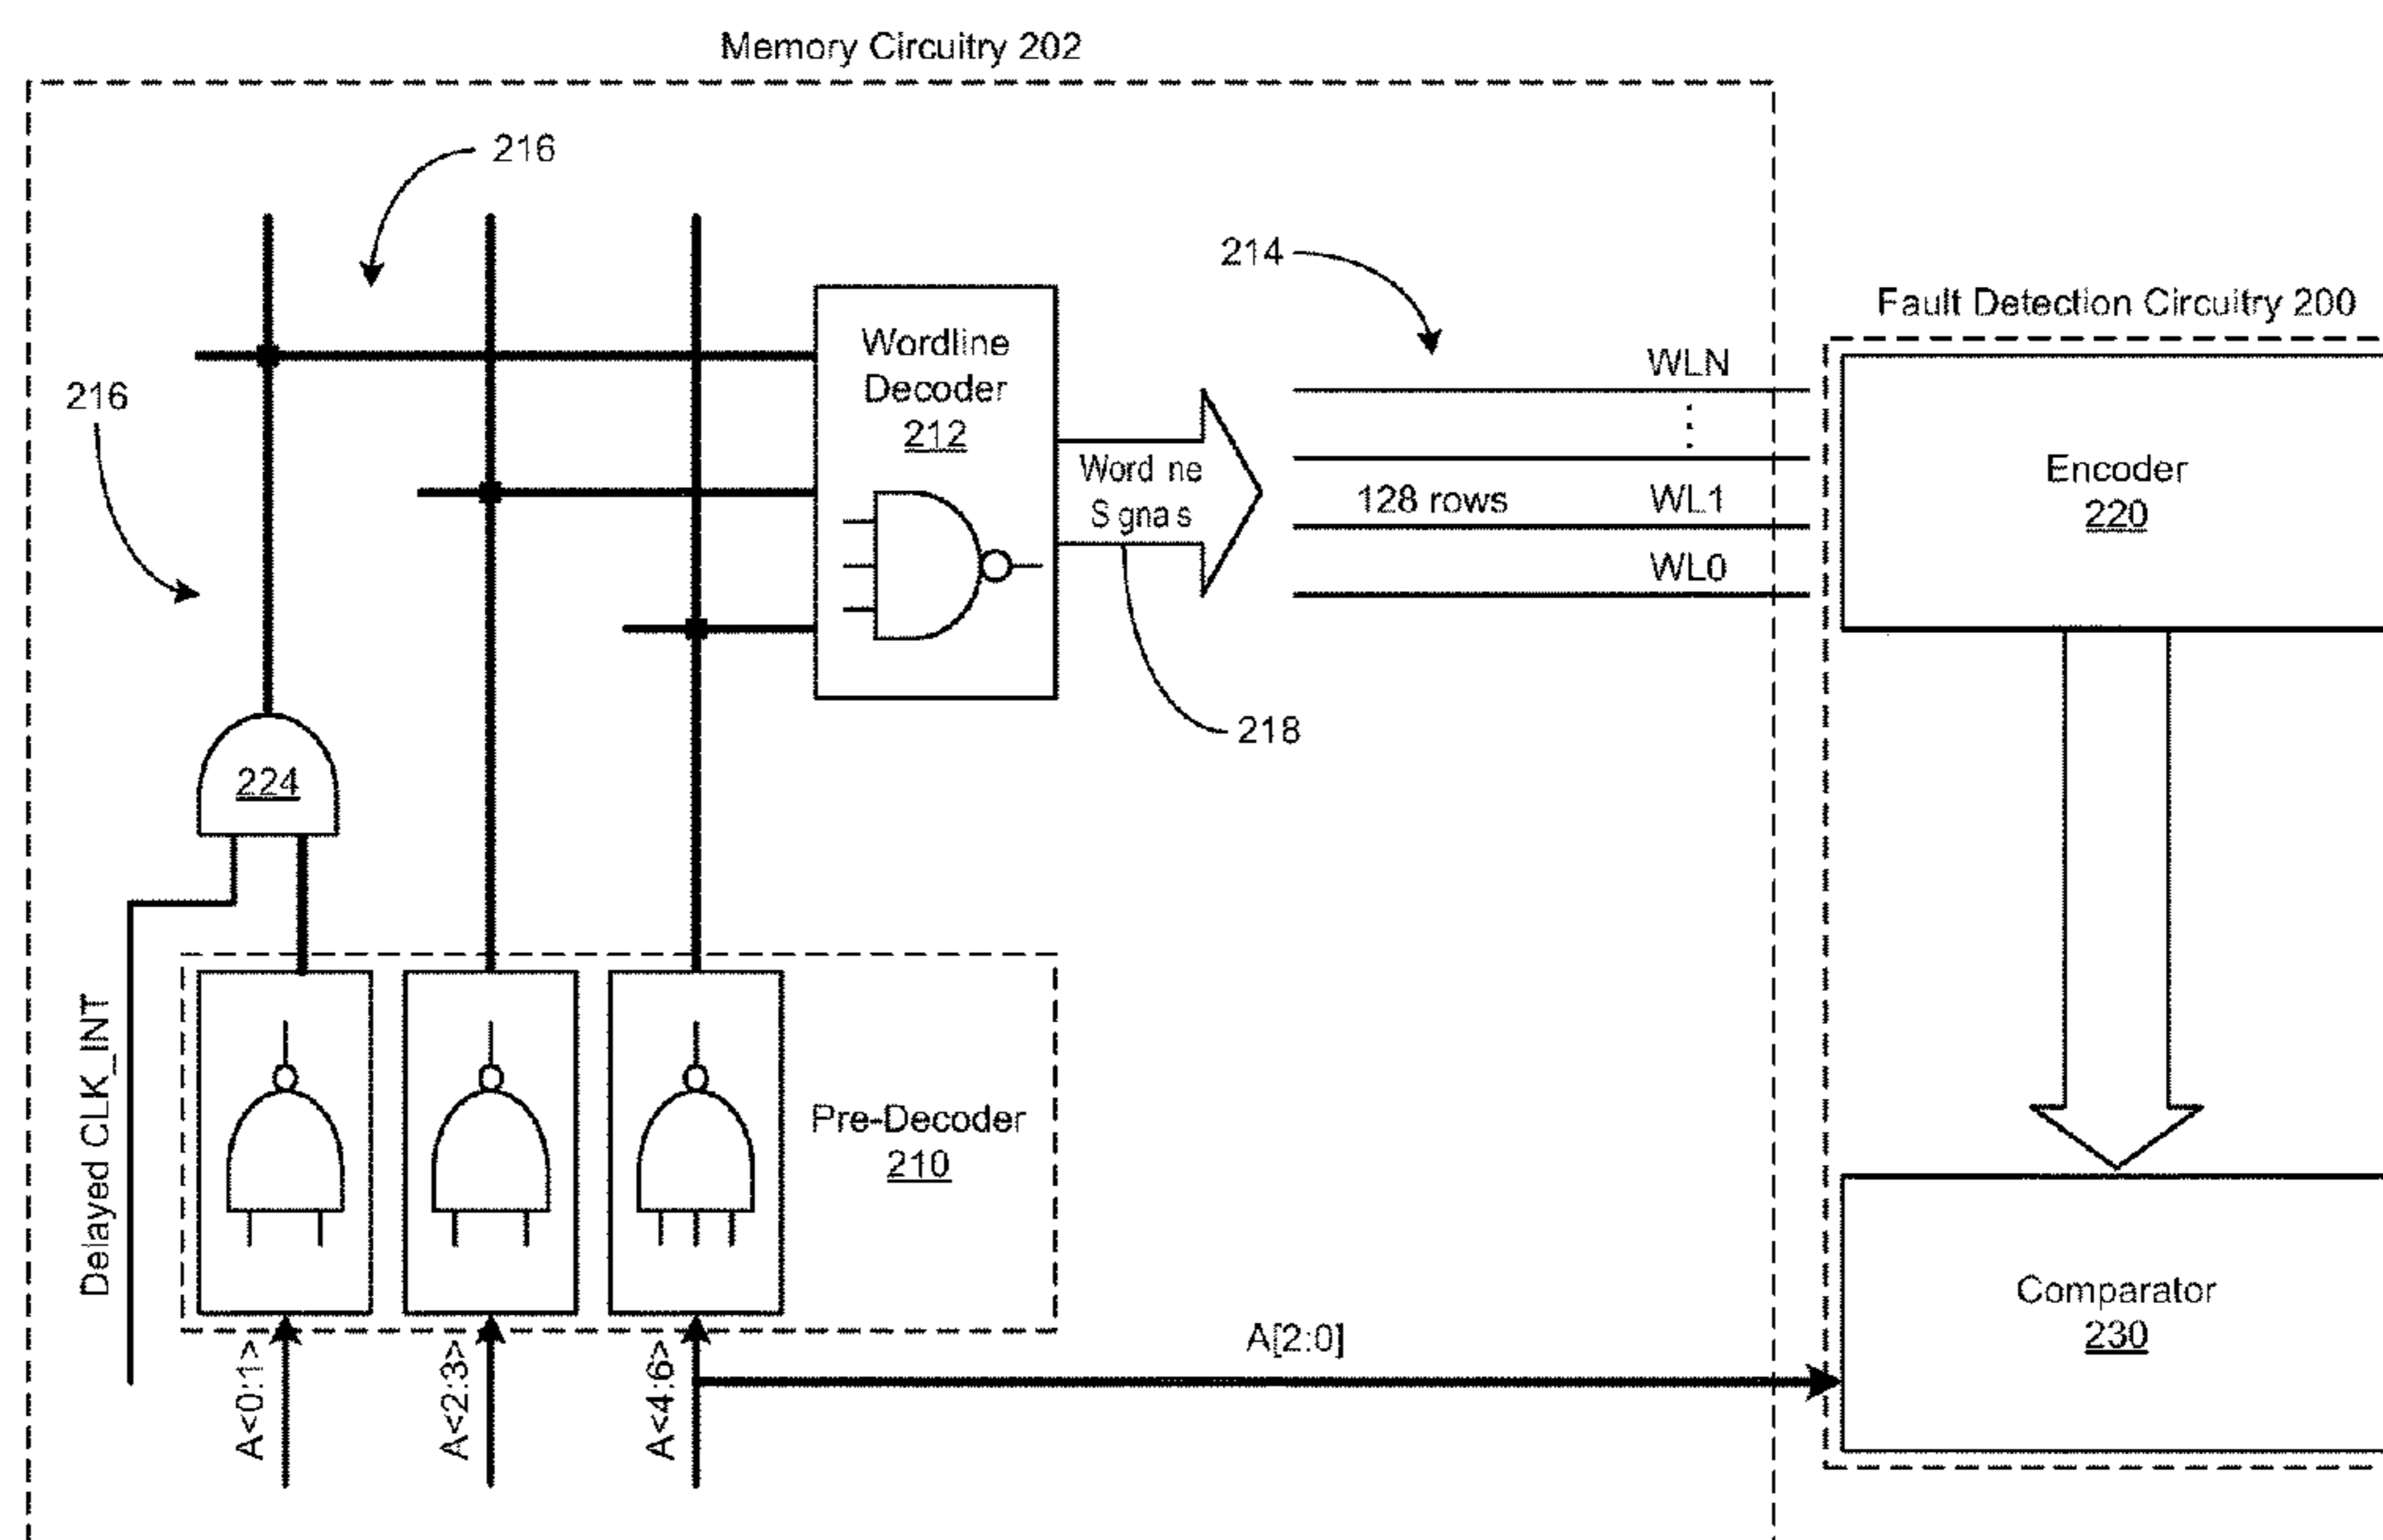 Memory Circuitry 202
216
214
Fault Detection Circuitry 200
Wordline
Decoder
212
WLN
216
Word ne
S gna s
128 rows
WL1
Encoder
220
WL0
218
224
Delayed CLK_INT
Pre-Decoder
210
Comparator
230
A[2:0]
A<0:1>
A<2:3>
A<4:6>